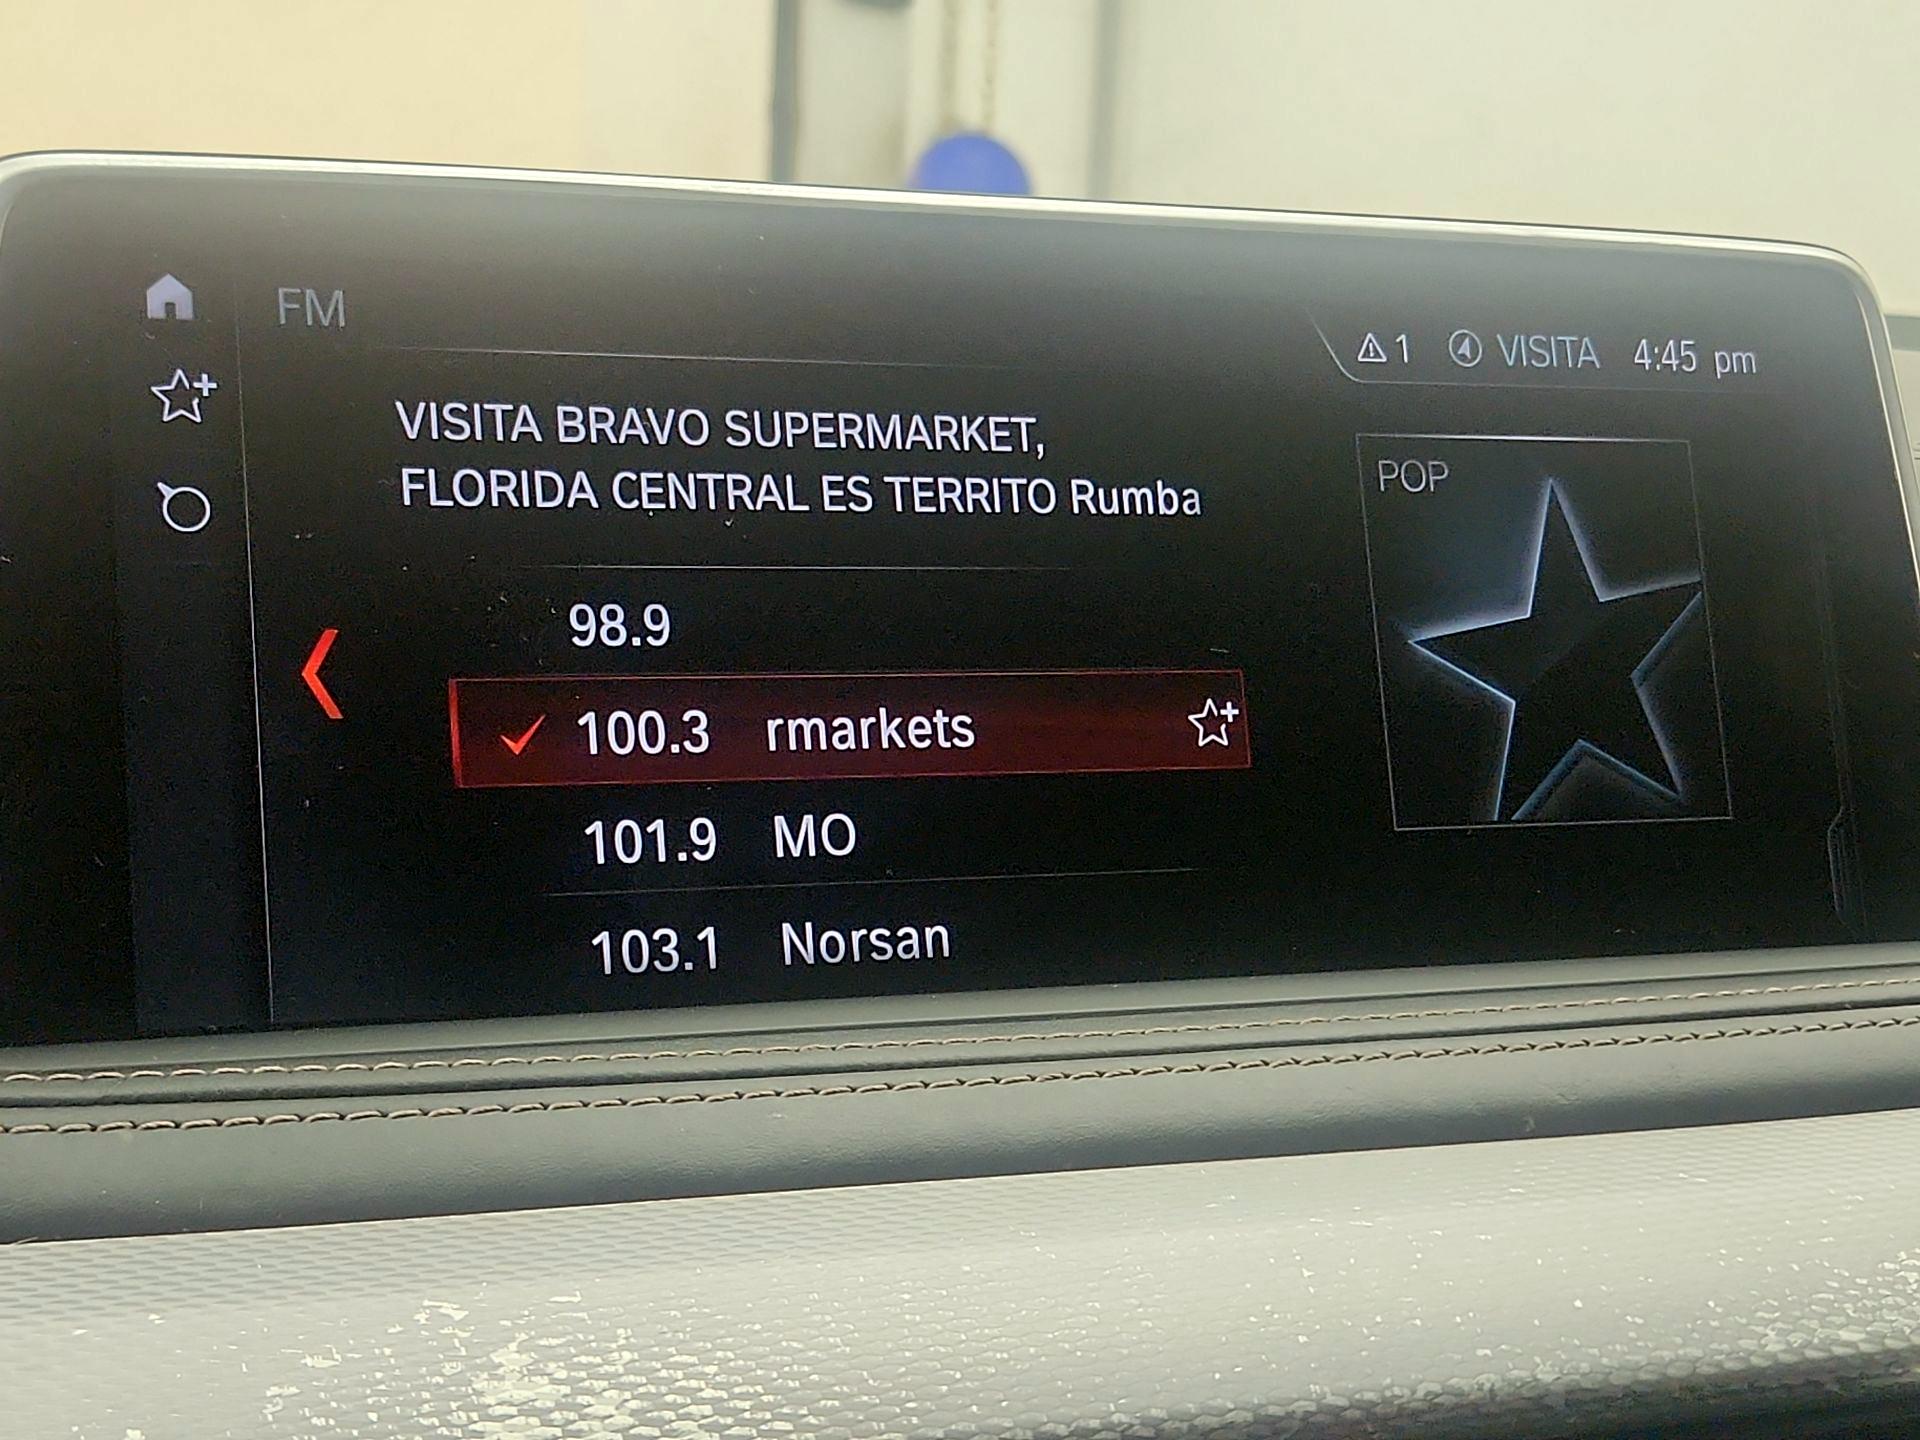 FM
1 VISITA 4:45 pm
VISITA BRAVO SUPERMARKET,
FLORIDA CENTRAL ES TERRITO Rumba
POP
98.9
100.3 rmarkets
101.9 MO
103.1 Norsan